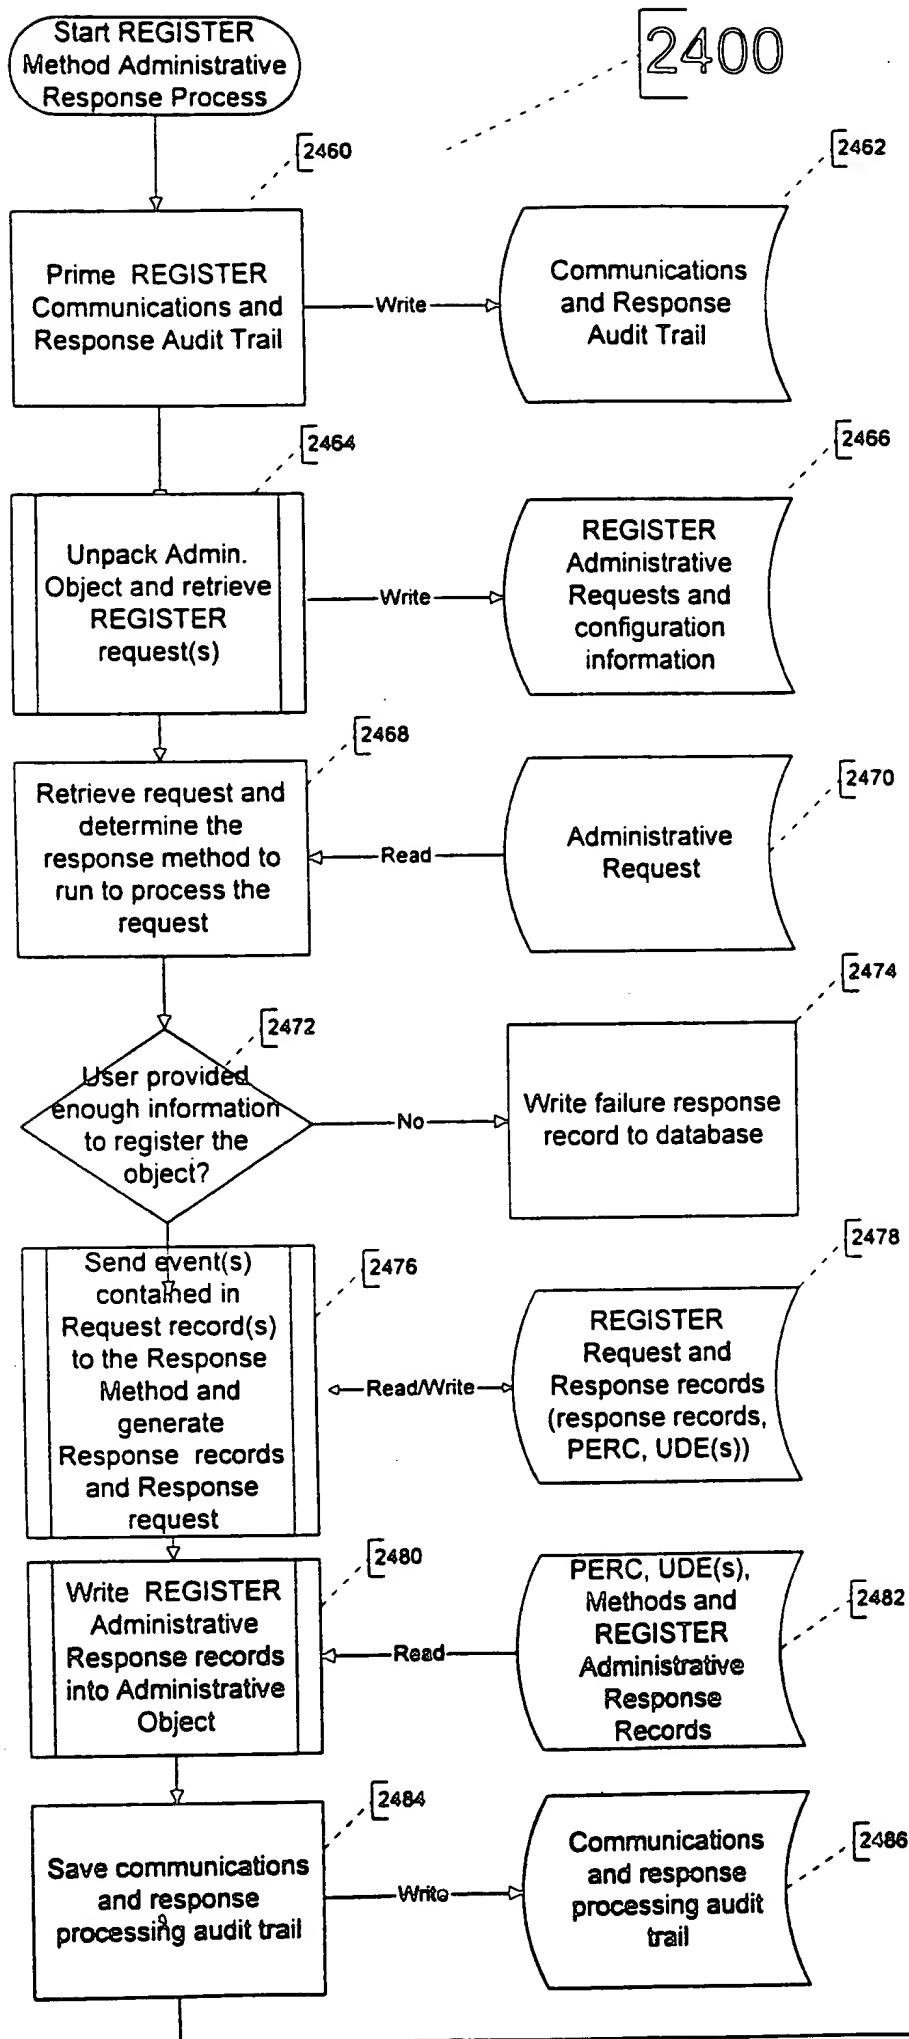 Start REGISTER
Method Administrative
Response Process
2400
2460
2462
Prime REGISTER
Communications and
Response Audit Trail
Write
Communications
and Response
Audit Trail
2464
2466
Unpack Admin.
Object and retrieve
REGISTER
request(s)
Write
REGISTER
Administrative
Requests and
configuration
information
2468
2470
Retrieve request and
determine the
response method to
run to process the
request
Read
Administrative
Request
2472
2474
User provided
enough information
to register the
object?
No
Write failure response
record to database
2476
2478
Send event(s)
contained in
Request record(s)
to the Response
Method and
generate
Response records
and Response
request
Read/Write
REGISTER
Request and
Response records
(response records,
PERC, UDE(s))
2480
2482
Write REGISTER
Administrative
Response records
into Administrative
Object
Read
PERC, UDE(s),
Methods and
REGISTER
Administrative
Response
Records
2484
2486
Save communications
and response
processing audit trail
Write
Communications
and response
processing audit
trail